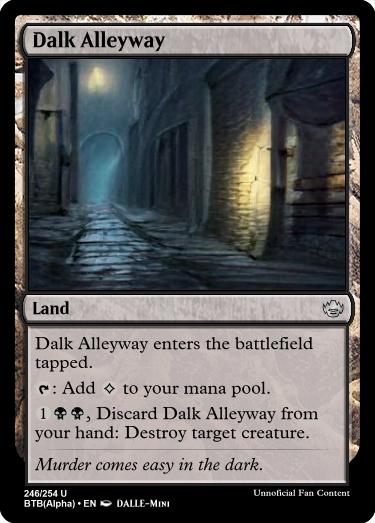 Dalk Alleyway
Land
Dalk Alleyway enters the battlefield
tapped.
: Add to your mana pool.
1, Discard Dalk Alleyway from
your hand: Destroy target creature.
Murder comes easy in the dark.
246/254 U
Unofficial Fan Content
BTB(Alpha) • EN DALLE-Mini